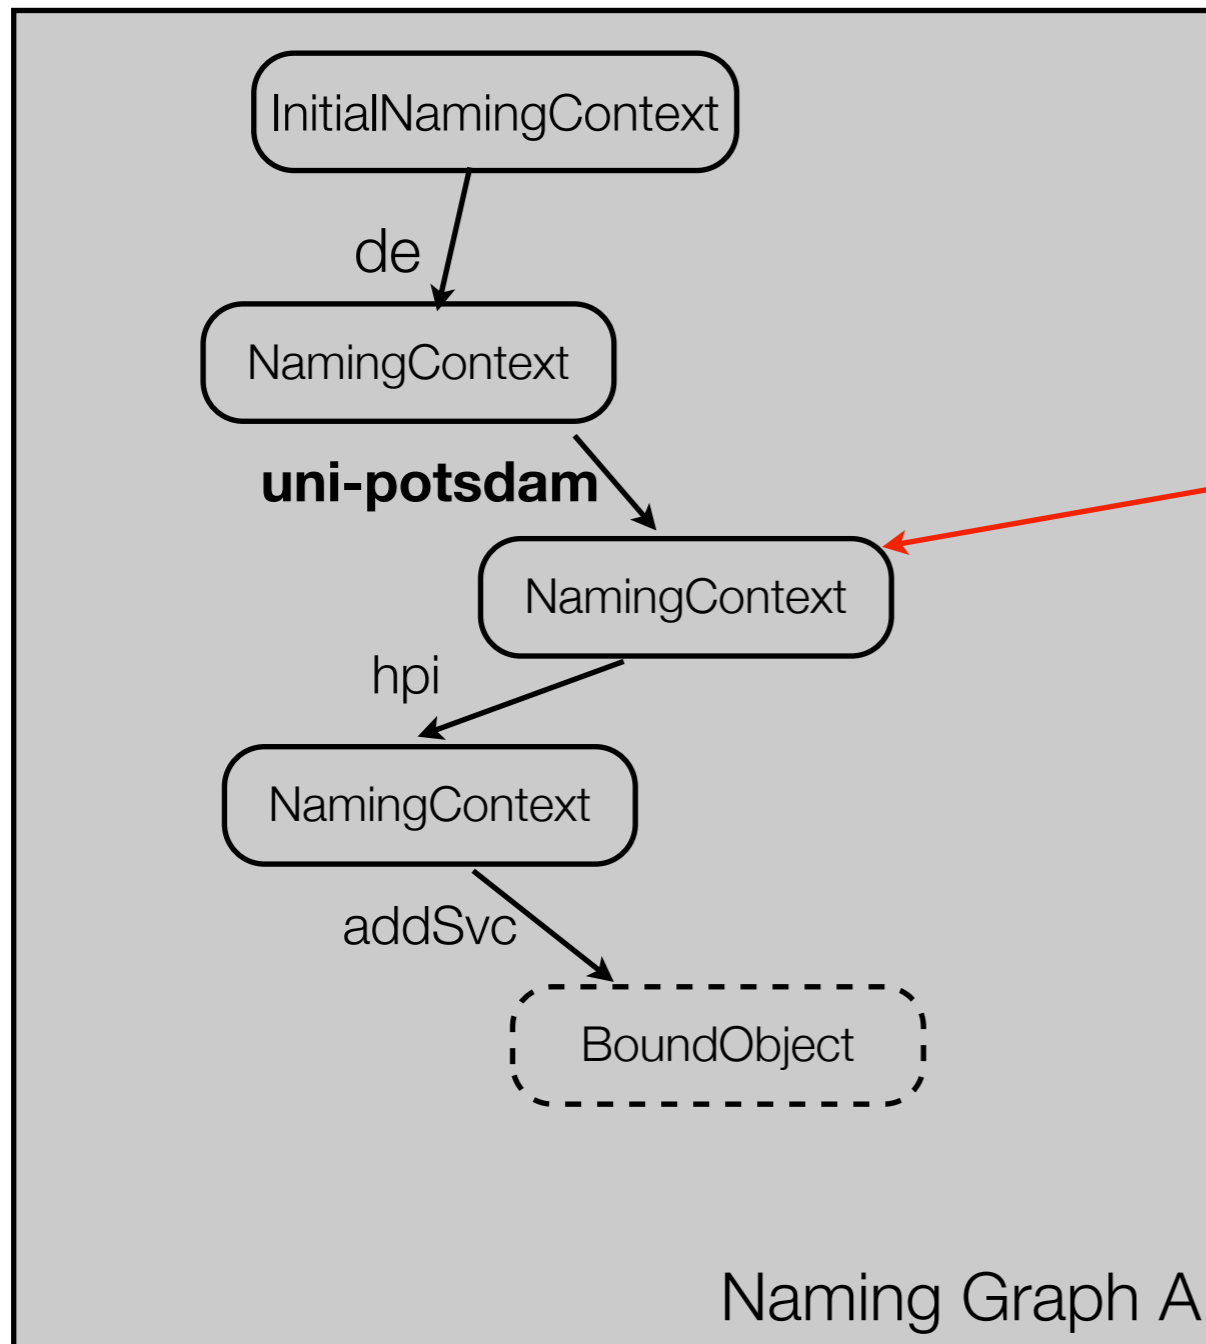 InitialNamingContext
de
NamingContext
uni-potsdam
NamingContext
hpi
NamingContext
addSvc
BoundObject
Naming Graph A